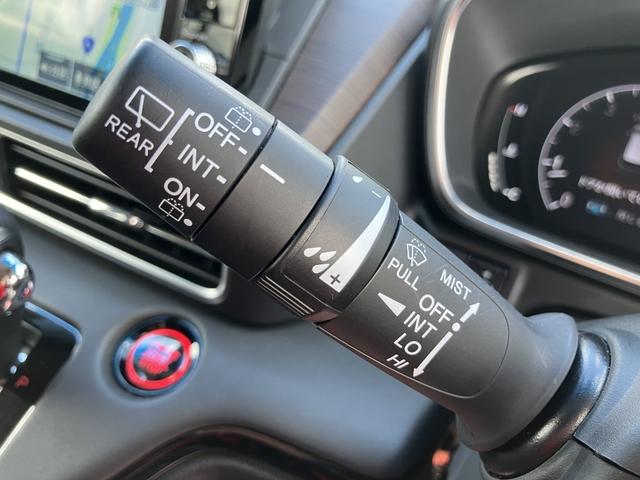 REAR
OFF-
INT-
ON-
- +
PULL
MIST
OFF
INT
LO
HI
P